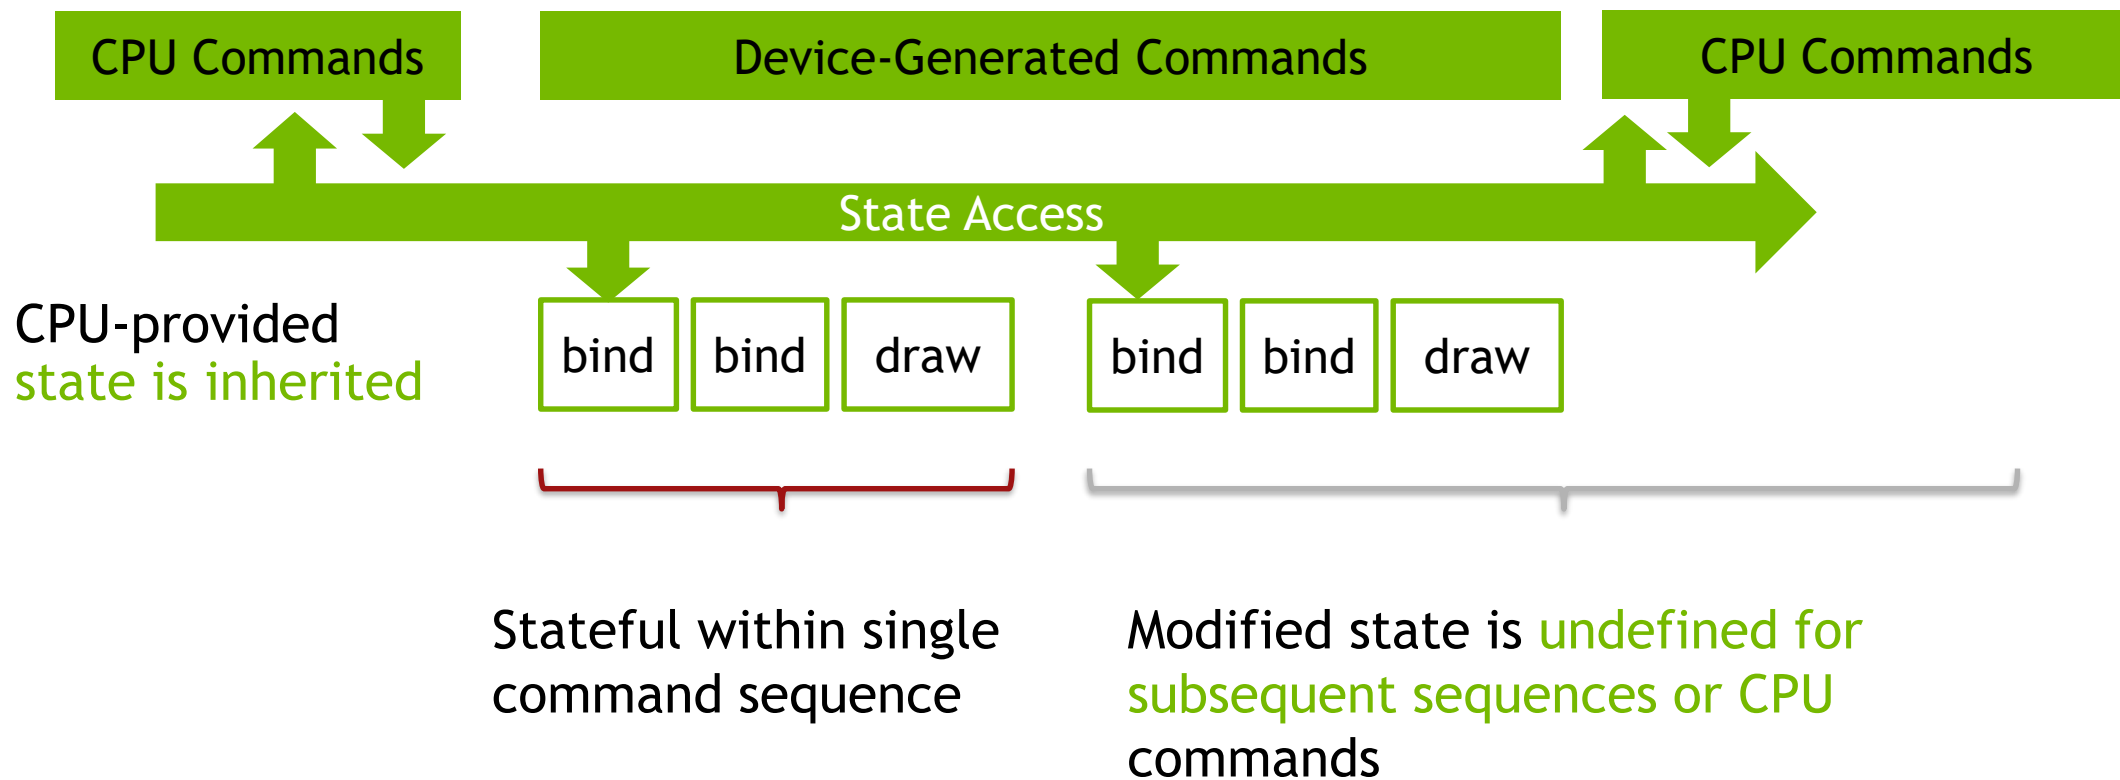 CPU Commands
Device-Generated Commands
CPU Commands
State Access
CPU-provided
state is inherited
bind
bind
draw
bind
bind
draw
Stateful within single
command sequence
Modified state is undefined for
subsequent sequences or CPU
commands